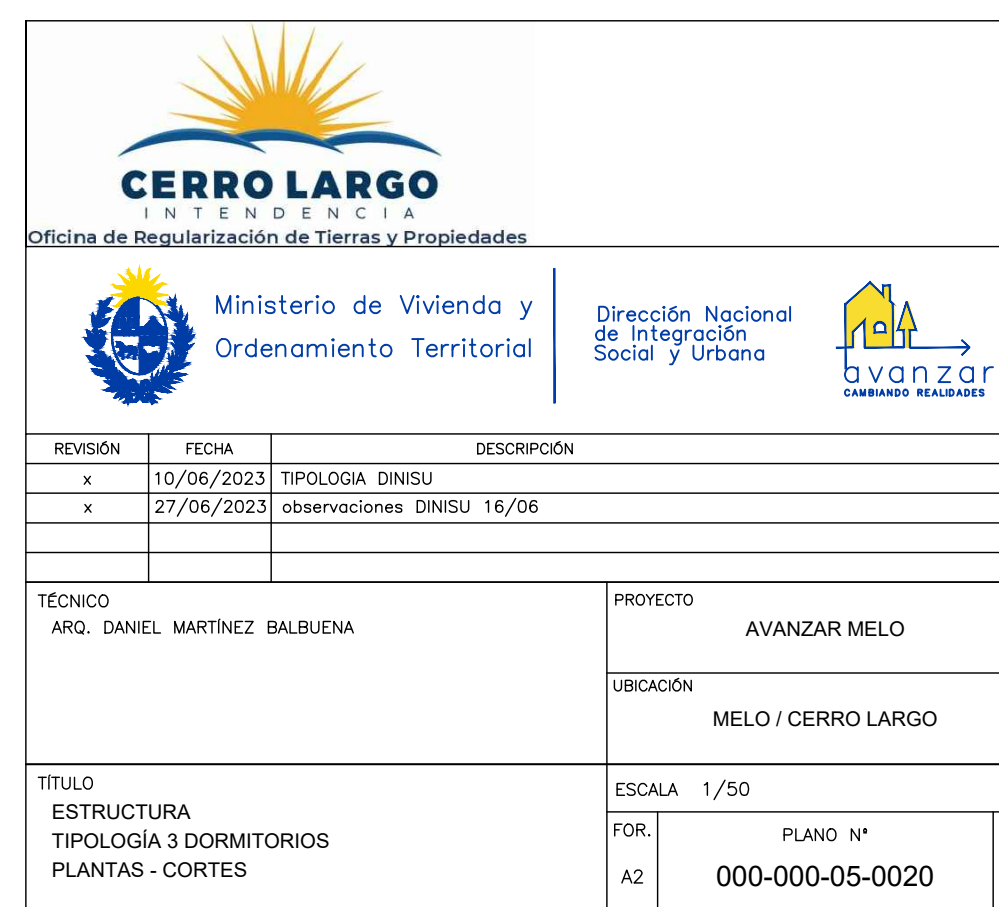 CERRO LARGO
INTENDENCIA
Oficina de Regularización de Tierras y Propiedades
Ministerio de Vivienda y
Ordenamiento Territorial
Dirección Nacional
de Integración
Social y Urbana
avanzar
CAMBIANDO REALIDADES
REVISIÓN FECHA DESCRIPCIÓN
x 10/06/2023 TIPOLOGIA DINISU
x 27/06/2023 observaciones DINISU 16/06
TÉCNICO
ARQ. DANIEL MARTÍNEZ BALBUENA
PROYECTO
AVANZAR MELO
UBICACIÓN
MELO / CERRO LARGO
TÍTULO
ESTRUCTURA
TIPOLOGÍA 3 DORMITORIOS
PLANTAS - CORTES
ESCALA 1/50
FOR.
A2
PLANO Nº
000-000-05-0020